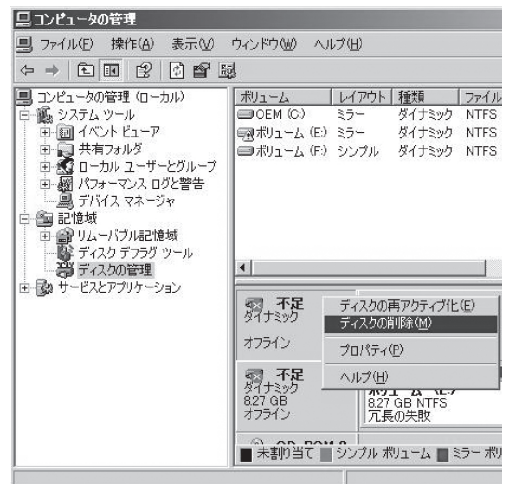 コンピュータの管理
ファイル(F) 操作(A) 表示(V) ウィンドウ(W) ヘルプ(H)
コンピュータの管理 (ローカル)
システム ツール
イベント ビューア
共有フォルダ
ローカル ユーザーとグループ
パフォーマンス ログと警告
デバイス マネージャ
記憶域
リムーバブル記憶域
ディスク デフラグ ツール
ディスクの管理
サービスとアプリケーション
ボリューム レイアウト 種類 ファイル
OEM (C:) ミラー ダイナミック NTFS
ボリューム (E:) ミラー ダイナミック NTFS
ボリューム (F:) シンプル ダイナミック NTFS
不足
ダイナミック
オフライン
ディスクの再アクティブ化(E)
ディスクの削除(M)
プロパティ(P)
ヘルプ(H)
不足
ダイナミック
8.27 GB
オフライン
ボリューム (E:)
8.27 GB NTFS
冗長の失敗
CD-ROM 0
未割り当て シンプル ボリューム ミラー ボリ